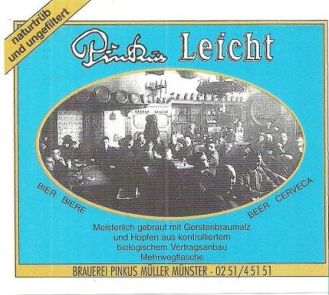 naturtrüb
und ungefiltert
Pinkus Leicht
BIER BIERE
BEER CERVECA
Meisterlich gebraut mit Gerstenbraumalz
und Hopfen aus kontrolliertem
biologischem Vertragsanbau
Mehrwegflasche
BRAUEREI PINKUS MÜLLER MÜNSTER - 02 51 / 4 51 51